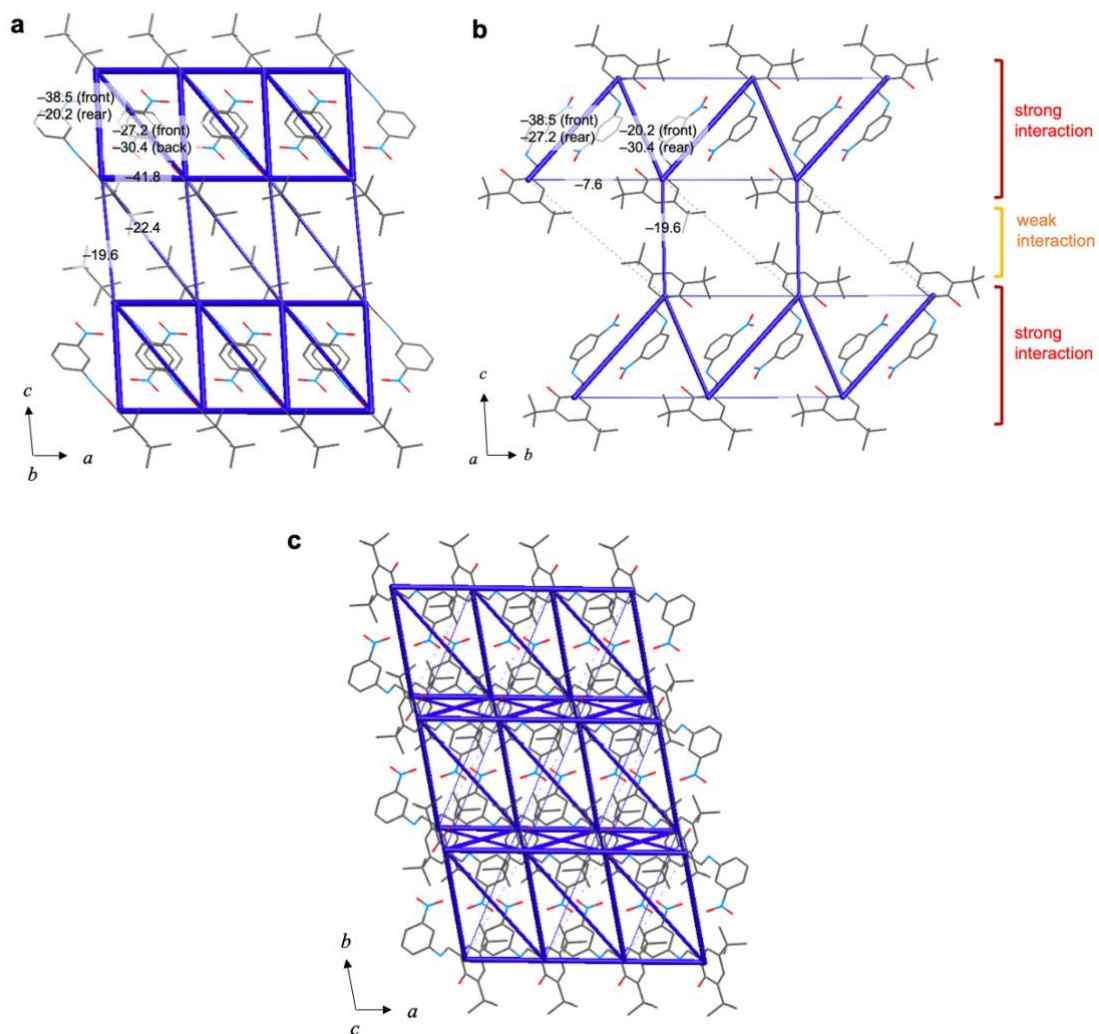 a
–38.5 (front)
–20.2 (rear)
–27.2 (front)
–30.4 (back)
–41.8
–22.4
–19.6
c
b
a
b
–38.5 (front)
–27.2 (rear)
–20.2 (front)
–30.4 (rear)
–7.6
–19.6
strong
interaction
weak
interaction
strong
interaction
c
a
b
c
b
c
a